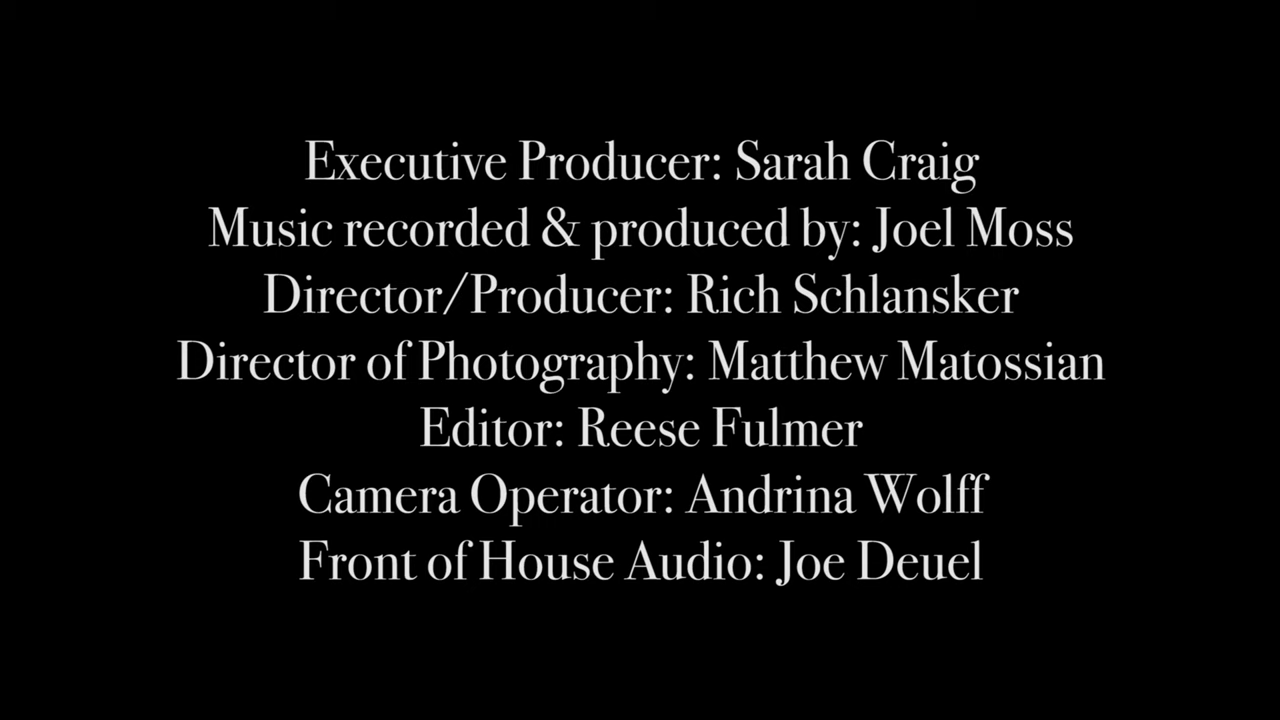 Executive Producer: Sarah Craig
Music recorded & produced by: Joel Moss
Director/Producer: Rich Schlansker
Director of Photography: Matthew Matossian
Editor: Reese Fulmer
Camera Operator: Andrina Wolff
Front of House Audio: Joe Deuel